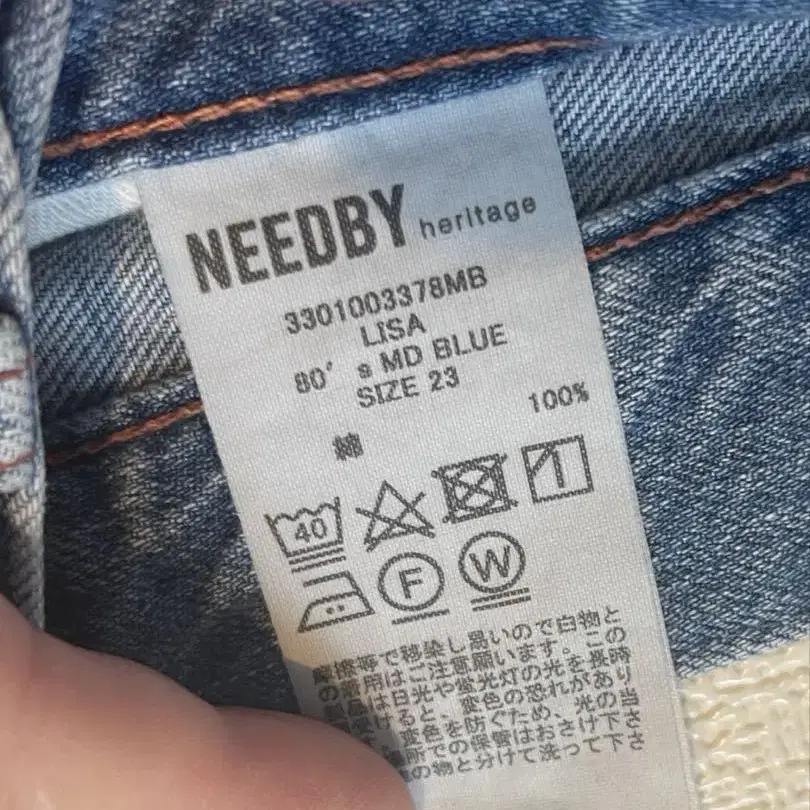 NEEDBY heritage
3301003378MB
LISA
80's MD BLUE
SIZE 23
綿 100%
40
F W
摩擦等で移染し易いので白物と
の着用はご注意願います。この
製品は日光や蛍光灯の光を長時
けると、変色の恐れがあり
変色を防ぐため、光の当
所での保管はおさけ下さ
の物と分けて洗って下さ